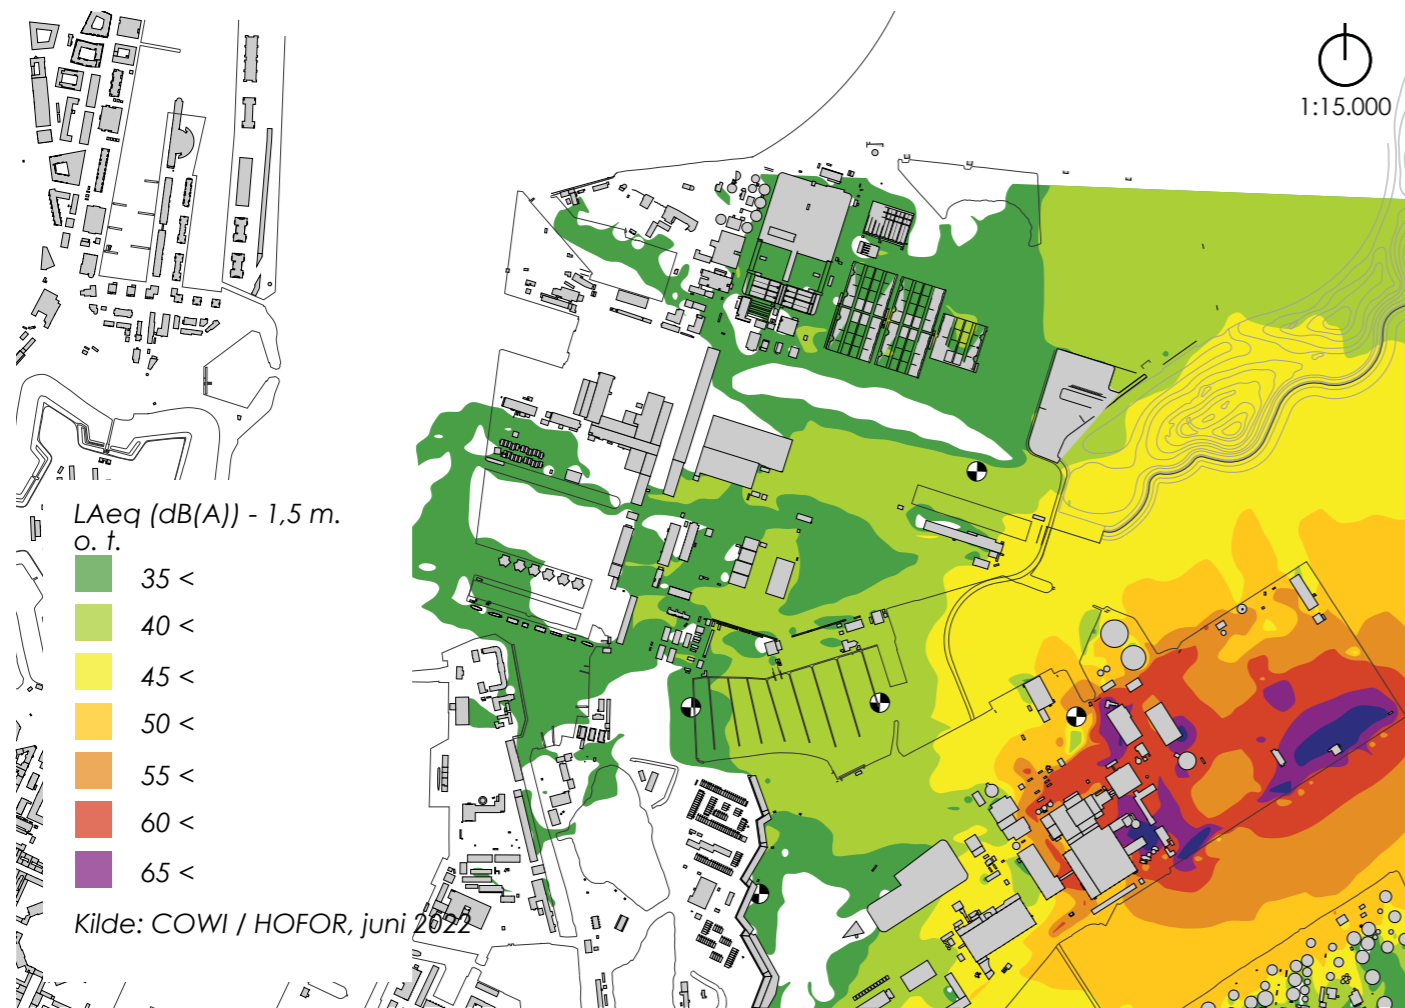 1:15.000
LAeq (dB(A)) - 1,5 m.
o. t.
35 <
40 <
45 <
50 <
55 <
60 <
65 <
Kilde: COWI / HOFOR, juni 2022